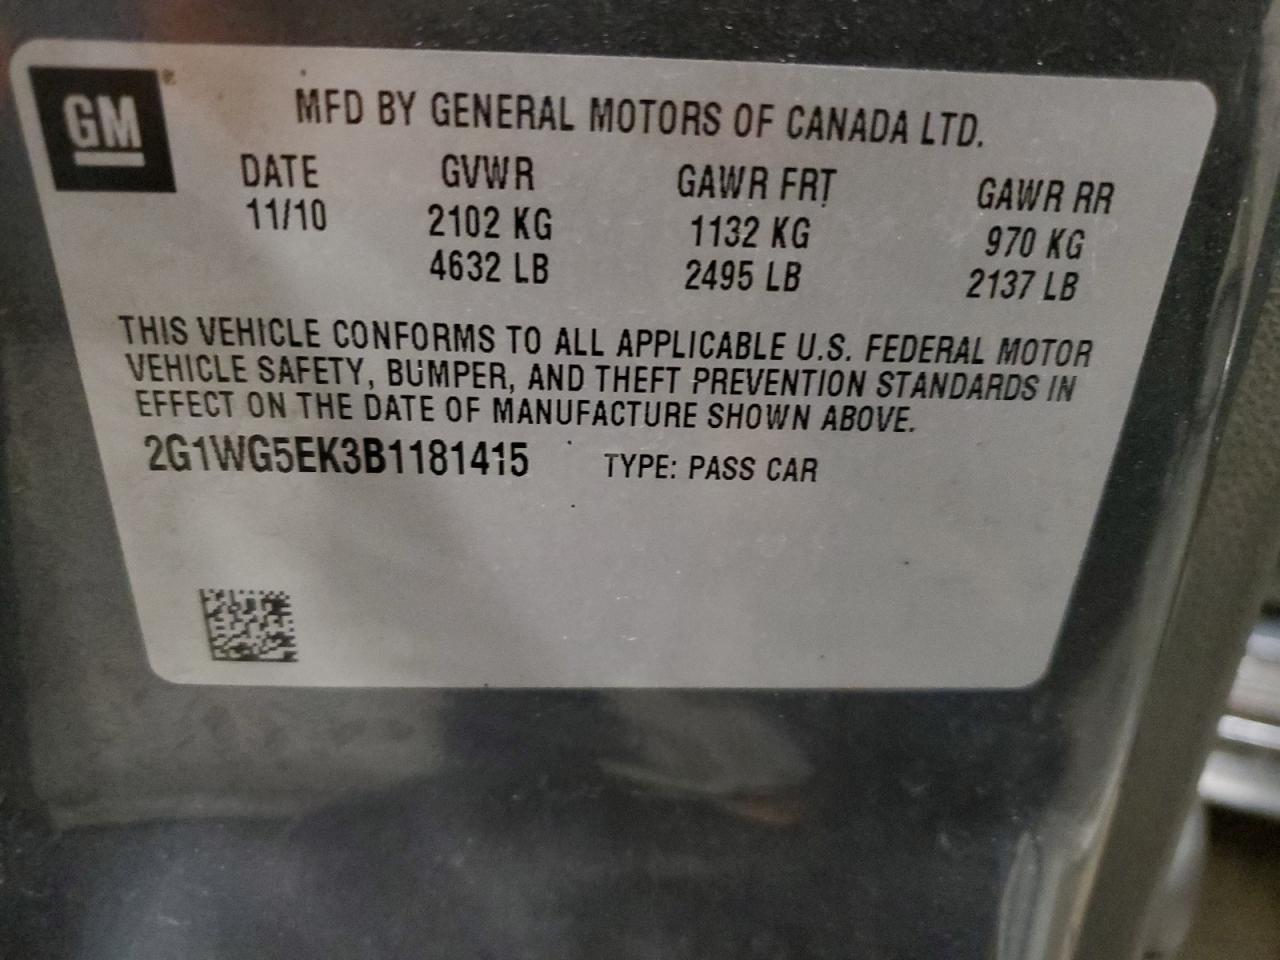 GM
MFD BY GENERAL MOTORS OF CANADA LTD.
DATE GVWR GAWR FRT GAWR RR
11/10 2102 KG 1132 KG 970 KG
4632 LB 2495 LB 2137 LB
THIS VEHICLE CONFORMS TO ALL APPLICABLE U.S. FEDERAL MOTOR
VEHICLE SAFETY, BUMPER, AND THEFT PREVENTION STANDARDS IN
EFFECT ON THE DATE OF MANUFACTURE SHOWN ABOVE.
2G1WG5EK3B1181415 TYPE: PASS CAR